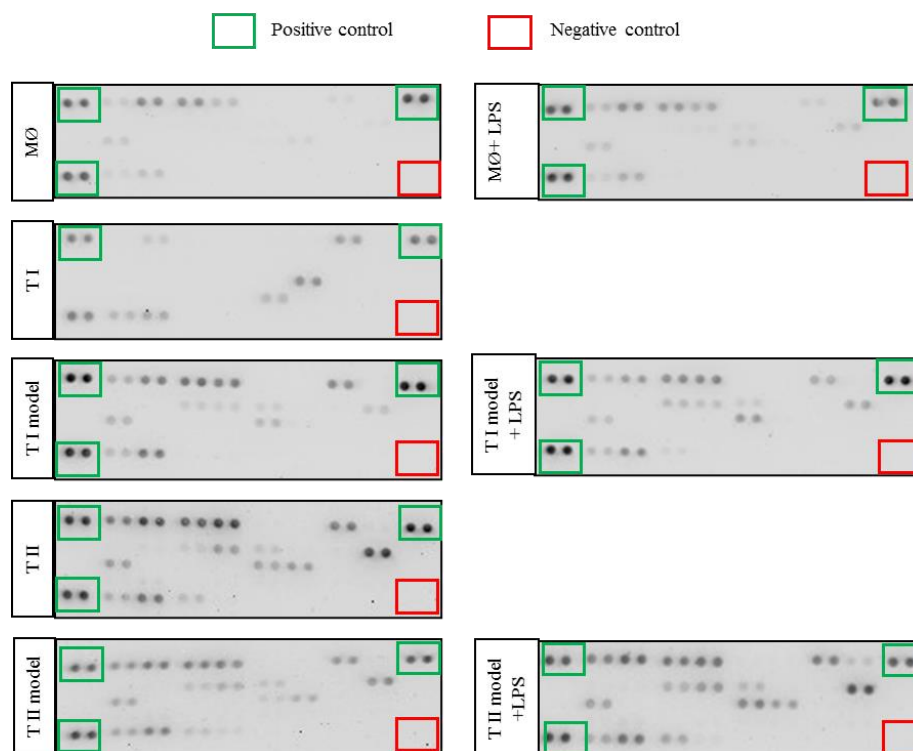 Positive control
Negative control
MØ
MØ+ LPS
T I
T I model
T I model
+ LPS
T II
T II model
T II model
+LPS